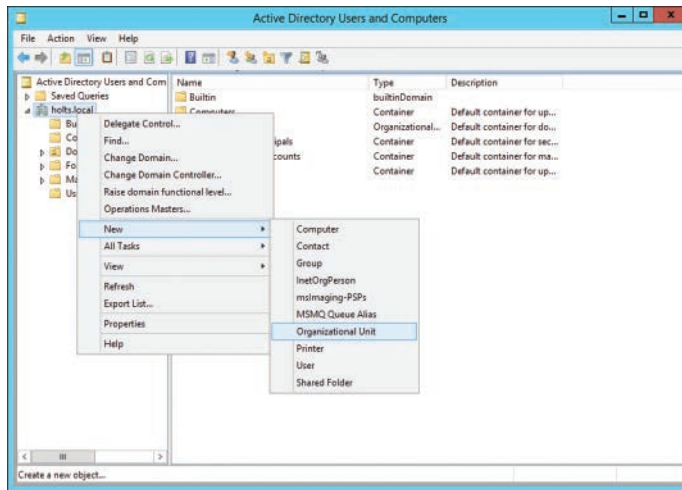 Active Directory Users and Computers
File Action View Help
Active Directory Users and Com
Name Type Description
Saved Queries
Builtin builtinDomain
holts.local
Computers Container Default container for up...
Bu
Delegate Control...
Organizational... Default container for do...
Co
Find...
ipals Container Default container for sec...
Do
Change Domain...
counts Container Default container for ma...
Fo
Change Domain Controller...
Container Default container for up...
Ma
Raise domain functional level...
Us
Operations Masters...
New
Computer
All Tasks
Contact
View
Group
InetOrgPerson
Refresh
msImaging-PSPs
Export List...
MSMQ Queue Alias
Properties
Organizational Unit
Help
Printer
User
Shared Folder
Create a new object...